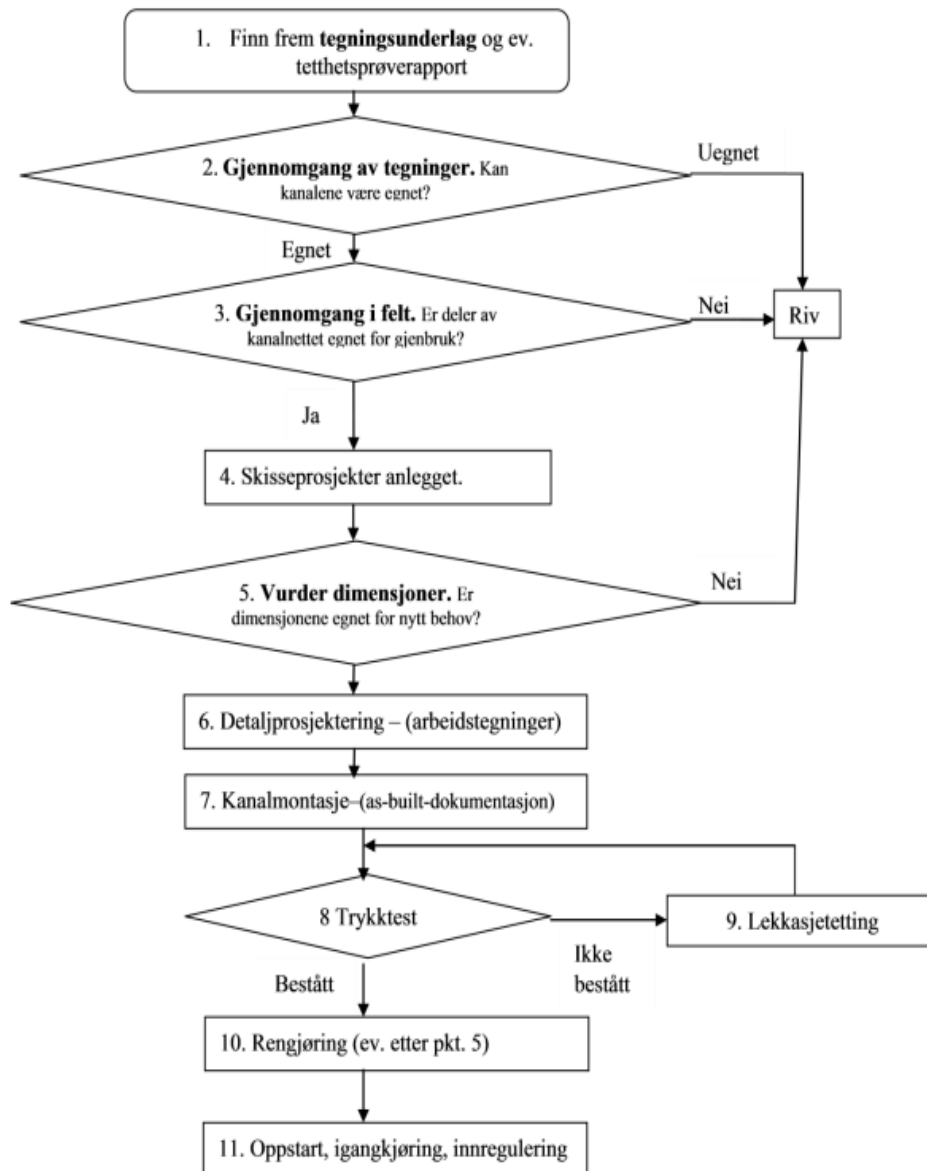 1. Finn frem tegningsunderlag og ev.
tetthetsprøverapport
2. Gjennomgang av tegninger. Kan
kanalene være egnet?
Uegnet
Egnet
3. Gjennomgang i felt. Er deler av
kanalnettet egnet for gjenbruk?
Nei
Riv
Ja
4. Skisseprosjekter anlegget.
5. Vurder dimensjoner. Er
dimensjonene egnet for nytt behov?
Nei
6. Detaljprosjektering – (arbeidstegninger)
7. Kanalmontasje–(as-built-dokumentasjon)
8 Trykktest
9. Lekkasjetetting
Ikke
bestått
Bestått
10. Rengjøring (ev. etter pkt. 5)
11. Oppstart, igangkjøring, innregulering